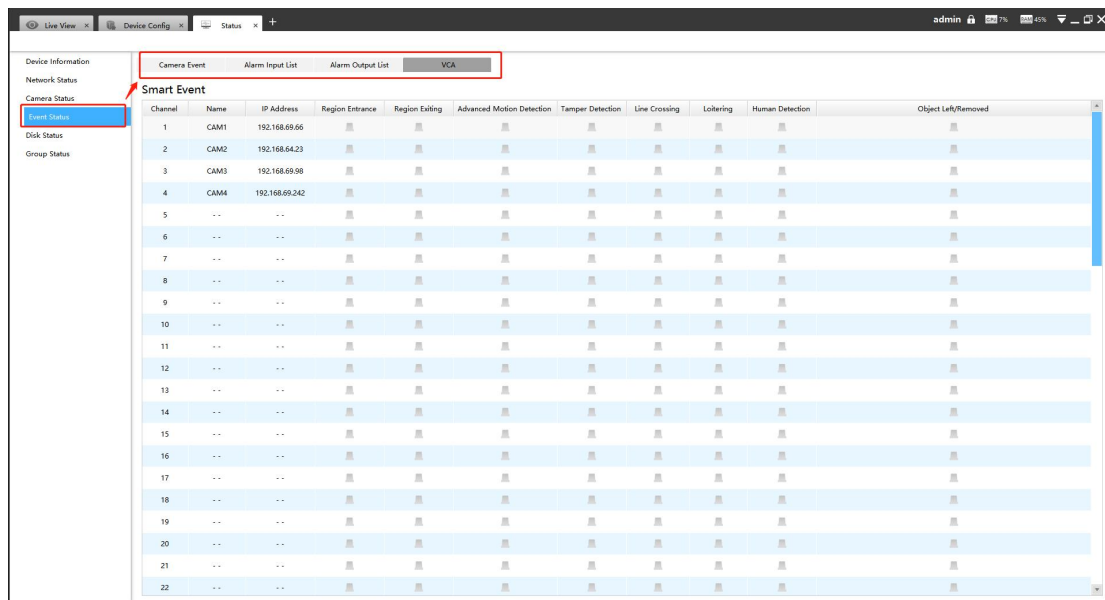 Live View × Device Config × Status × +
admin CPU 7% RAM 45%
Device Information
Network Status
Camera Status
Event Status
Disk Status
Group Status
Camera Event Alarm Input List Alarm Output List VCA
Smart Event
Channel Name IP Address Region Entrance Region Exiting Advanced Motion Detection Tamper Detection Line Crossing Loitering Human Detection Object Left/Removed
1 CAM1 192.168.69.66
2 CAM2 192.168.64.23
3 CAM3 192.168.69.98
4 CAM4 192.168.69.242
5 - - - -
6 - - - -
7 - - - -
8 - - - -
9 - - - -
10 - - - -
11 - - - -
12 - - - -
13 - - - -
14 - - - -
15 - - - -
16 - - - -
17 - - - -
18 - - - -
19 - - - -
20 - - - -
21 - - - -
22 - - - -